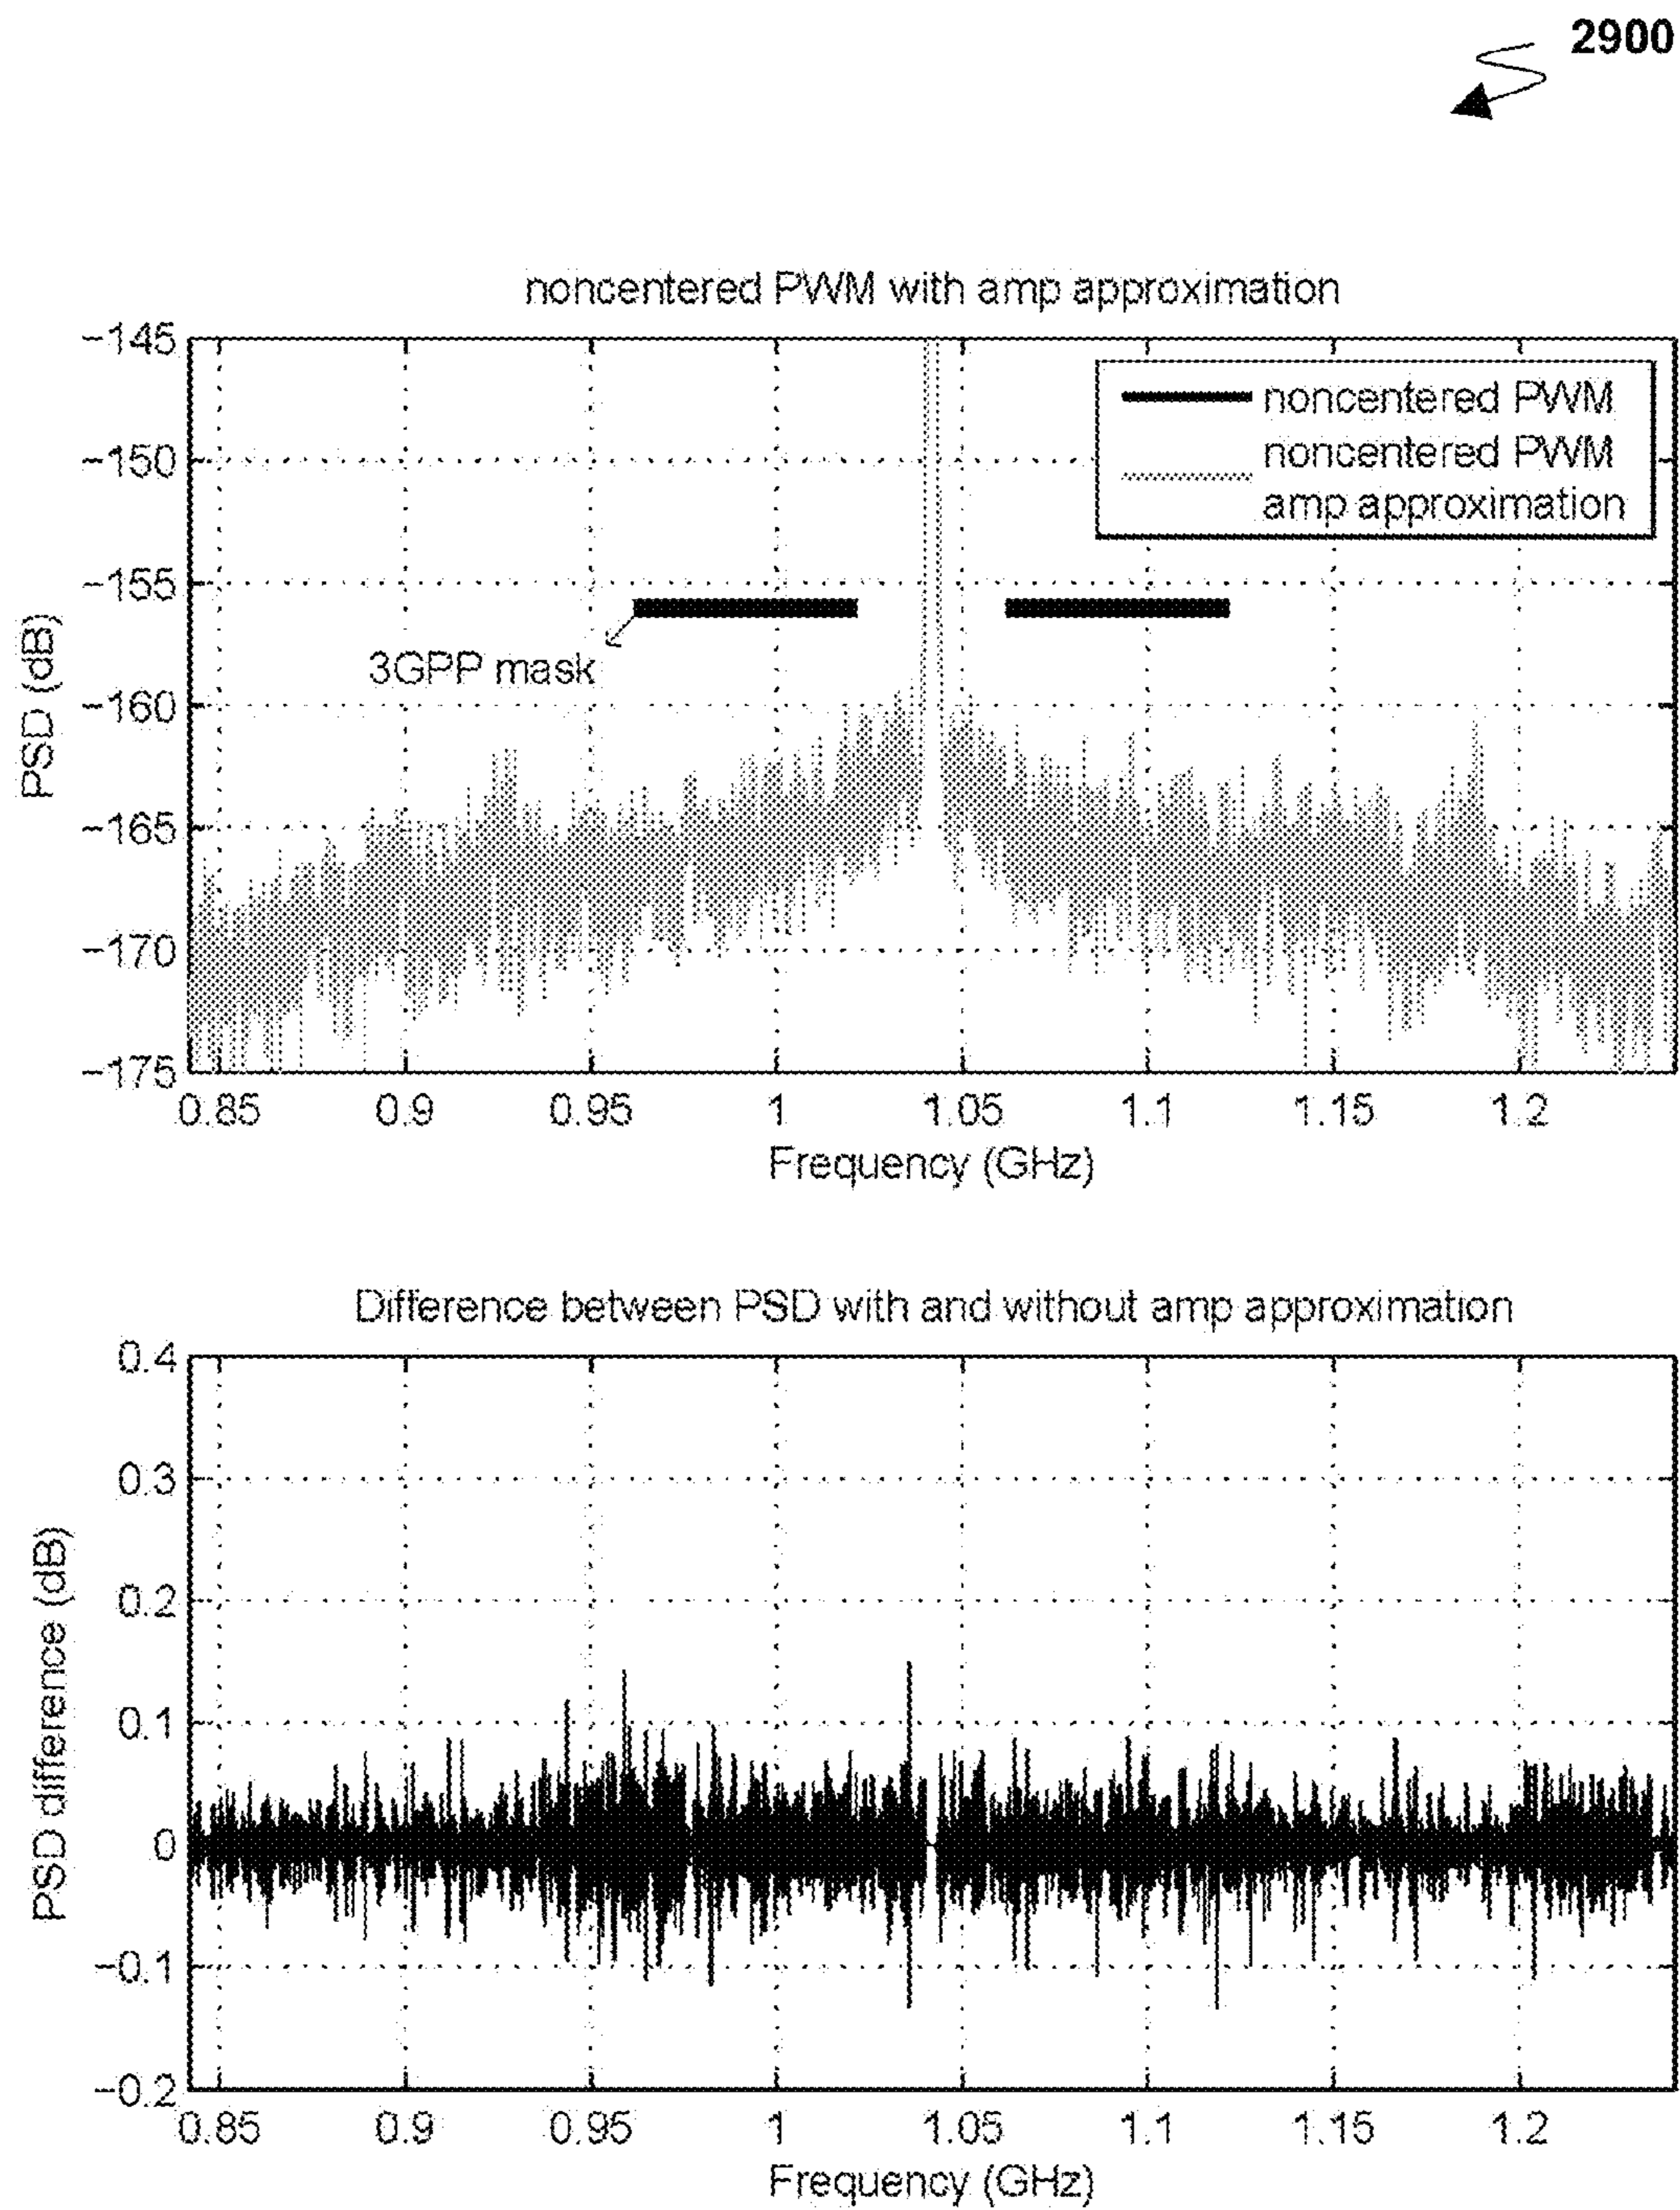 2900
noncentered PWM with amp approximation
−145
−150
−155
−160
−165
−170
−175
PSD (dB)
noncentered PWM
noncentered PWM
amp approximation
3GPP mask
0.85 0.9 0.95 1 1.05 1.1 1.15 1.2
Frequency (GHz)
Difference between PSD with and without amp approximation
0.4
0.3
0.2
0.1
0
−0.1
−0.2
PSD difference (dB)
0.85 0.9 0.95 1 1.05 1.1 1.15 1.2
Frequency (GHz)